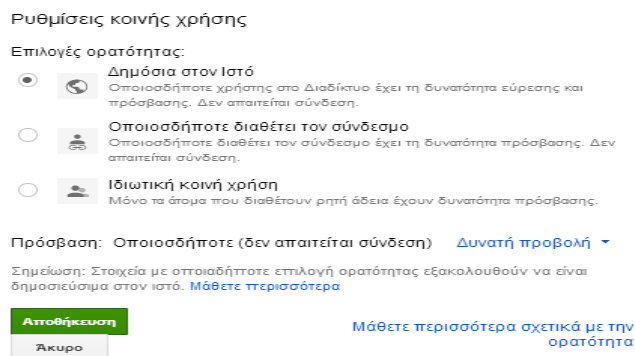 Ρυθμίσεις κοινής χρήσης
Επιλογές ορατότητας:
Δημόσια στον Ιστό
Οποιοσδήποτε χρήστης στο Διαδίκτυο έχει τη δυνατότητα εύρεσης και
πρόσβασης. Δεν απαιτείται σύνδεση.
Οποιοσδήποτε διαθέτει τον σύνδεσμο
Οποιοσδήποτε διαθέτει τον σύνδεσμο έχει τη δυνατότητα πρόσβασης. Δεν
απαιτείται σύνδεση.
Ιδιωτική κοινή χρήση
Μόνο τα άτομα που διαθέτουν ρητή άδεια έχουν δυνατότητα πρόσβασης.
Πρόσβαση: Οποιοσδήποτε (δεν απαιτείται σύνδεση) Δυνατή προβολή
Σημείωση: Στοιχεία με οποιαδήποτε επιλογή ορατότητας εξακολουθούν να είναι
δημοσιεύσιμα στον ιστό. Μάθετε περισσότερα
Αποθήκευση
Άκυρο
Μάθετε περισσότερα σχετικά με την
ορατότητα